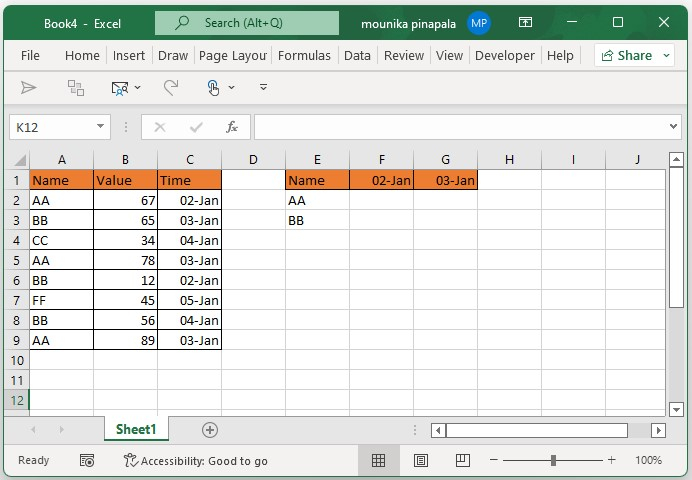 Book4 - Excel
Search (Alt+Q)
mounika pinapala
MP
File Home Insert Draw Page Layou Formulas Data Review View Developer Help Share
K12
fx
A B C D E F G H I J
1 Name Value Time Name 02-Jan 03-Jan
2 AA 67 02-Jan AA
3 BB 65 03-Jan BB
4 CC 34 04-Jan
5 AA 78 03-Jan
6 BB 12 02-Jan
7 FF 45 05-Jan
8 BB 56 04-Jan
9 AA 89 03-Jan
10
11
12
Sheet1
Ready Accessibility: Good to go 100%